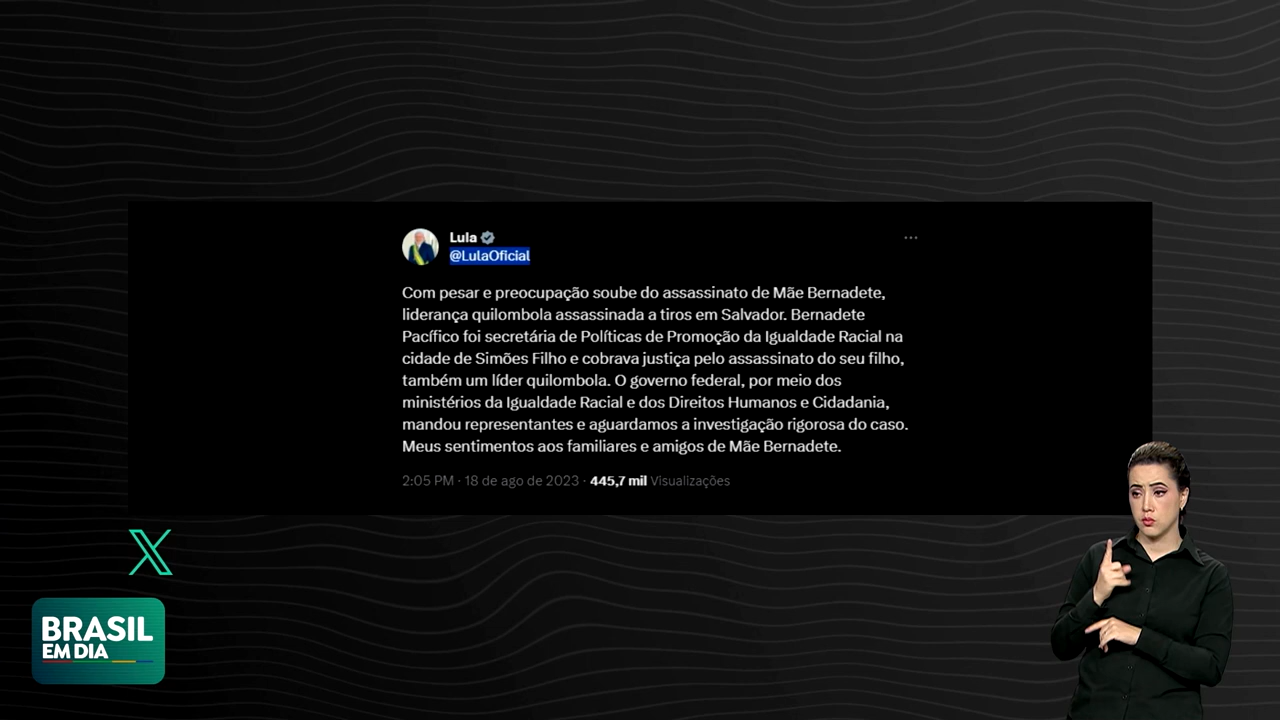 Lula
@LulaOficial
Com pesar e preocupação soube do assassinato de Mãe Bernadete,
liderança quilombola assassinada a tiros em Salvador. Bernadete
Pacífico foi secretária de Políticas de Promoção da Igualdade Racial na
cidade de Simões Filho e cobrava justiça pelo assassinato do seu filho,
também um líder quilombola. O governo federal, por meio dos
ministérios da Igualdade Racial e dos Direitos Humanos e Cidadania,
mandou representantes e aguardamos a investigação rigorosa do caso.
Meus sentimentos aos familiares e amigos de Mãe Bernadete.
2:05 PM · 18 de ago de 2023 · 445,7 mil Visualizações
X
BRASIL
EM DIA